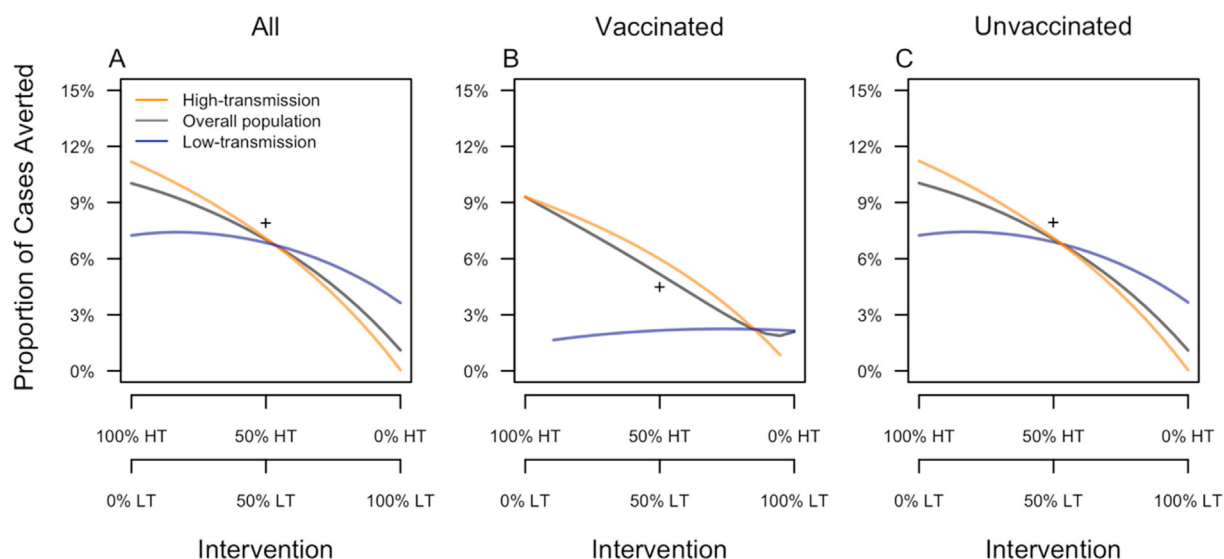 All
Vaccinated
Unvaccinated
A
B
C
Proportion of Cases Averted
15%
12%
9%
6%
3%
0%
High-transmission
Overall population
Low-transmission
15%
12%
9%
6%
3%
0%
15%
12%
9%
6%
3%
0%
100% HT
50% HT
0% HT
100% HT
50% HT
0% HT
100% HT
50% HT
0% HT
0% LT
50% LT
100% LT
0% LT
50% LT
100% LT
0% LT
50% LT
100% LT
Intervention
Intervention
Intervention